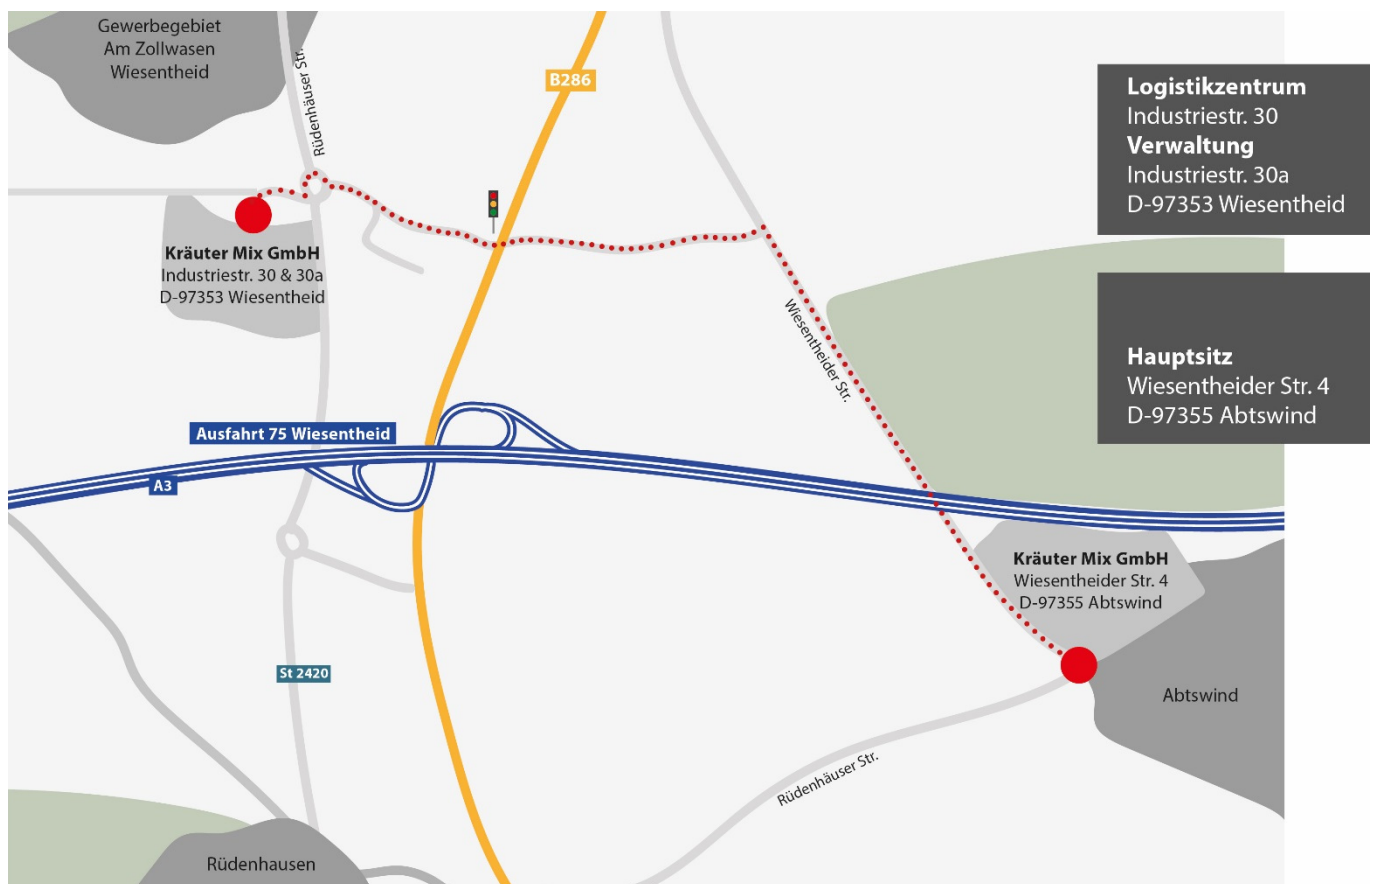 Gewerbegebiet
Am Zollwasen
Wiesentheid
Rüdenhäuser Str.
B286
Logistikzentrum
Industriestr. 30
Verwaltung
Industriestr. 30a
D-97353 Wiesentheid
Kräuter Mix GmbH
Industriestr. 30 & 30a
D-97353 Wiesentheid
Wiesentheider Str.
Hauptsitz
Wiesentheider Str. 4
D-97355 Abtswind
Ausfahrt 75 Wiesentheid
A3
Kräuter Mix GmbH
Wiesentheider Str. 4
D-97355 Abtswind
St 2420
Abtswind
Rüdenhäuser Str.
Rüdenhausen